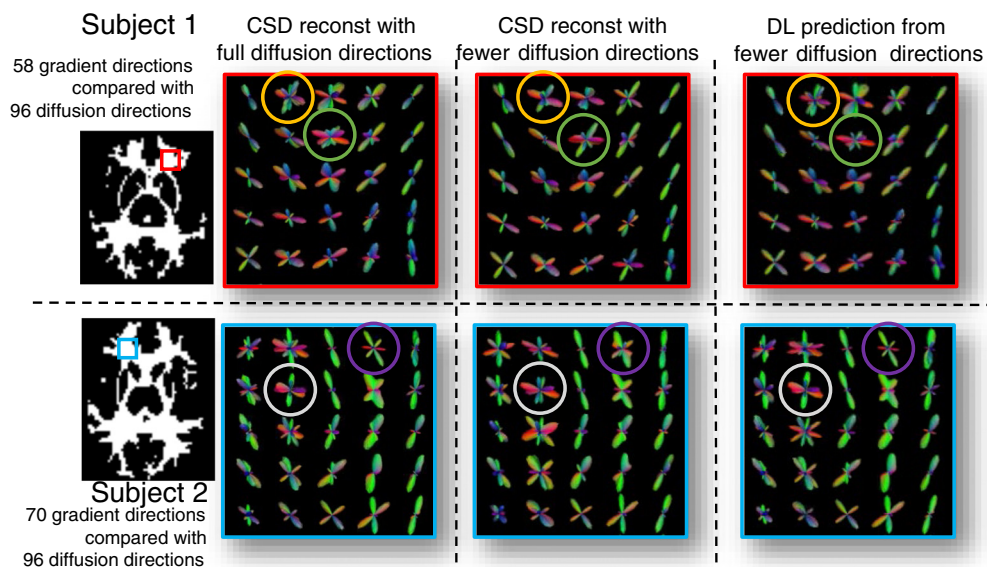 Subject 1
58 gradient directions
compared with
96 diffusion directions
CSD reconst with
full diffusion directions
CSD reconst with
fewer diffusion directions
DL prediction from
fewer diffusion directions
Subject 2
70 gradient directions
compared with
96 diffusion directions